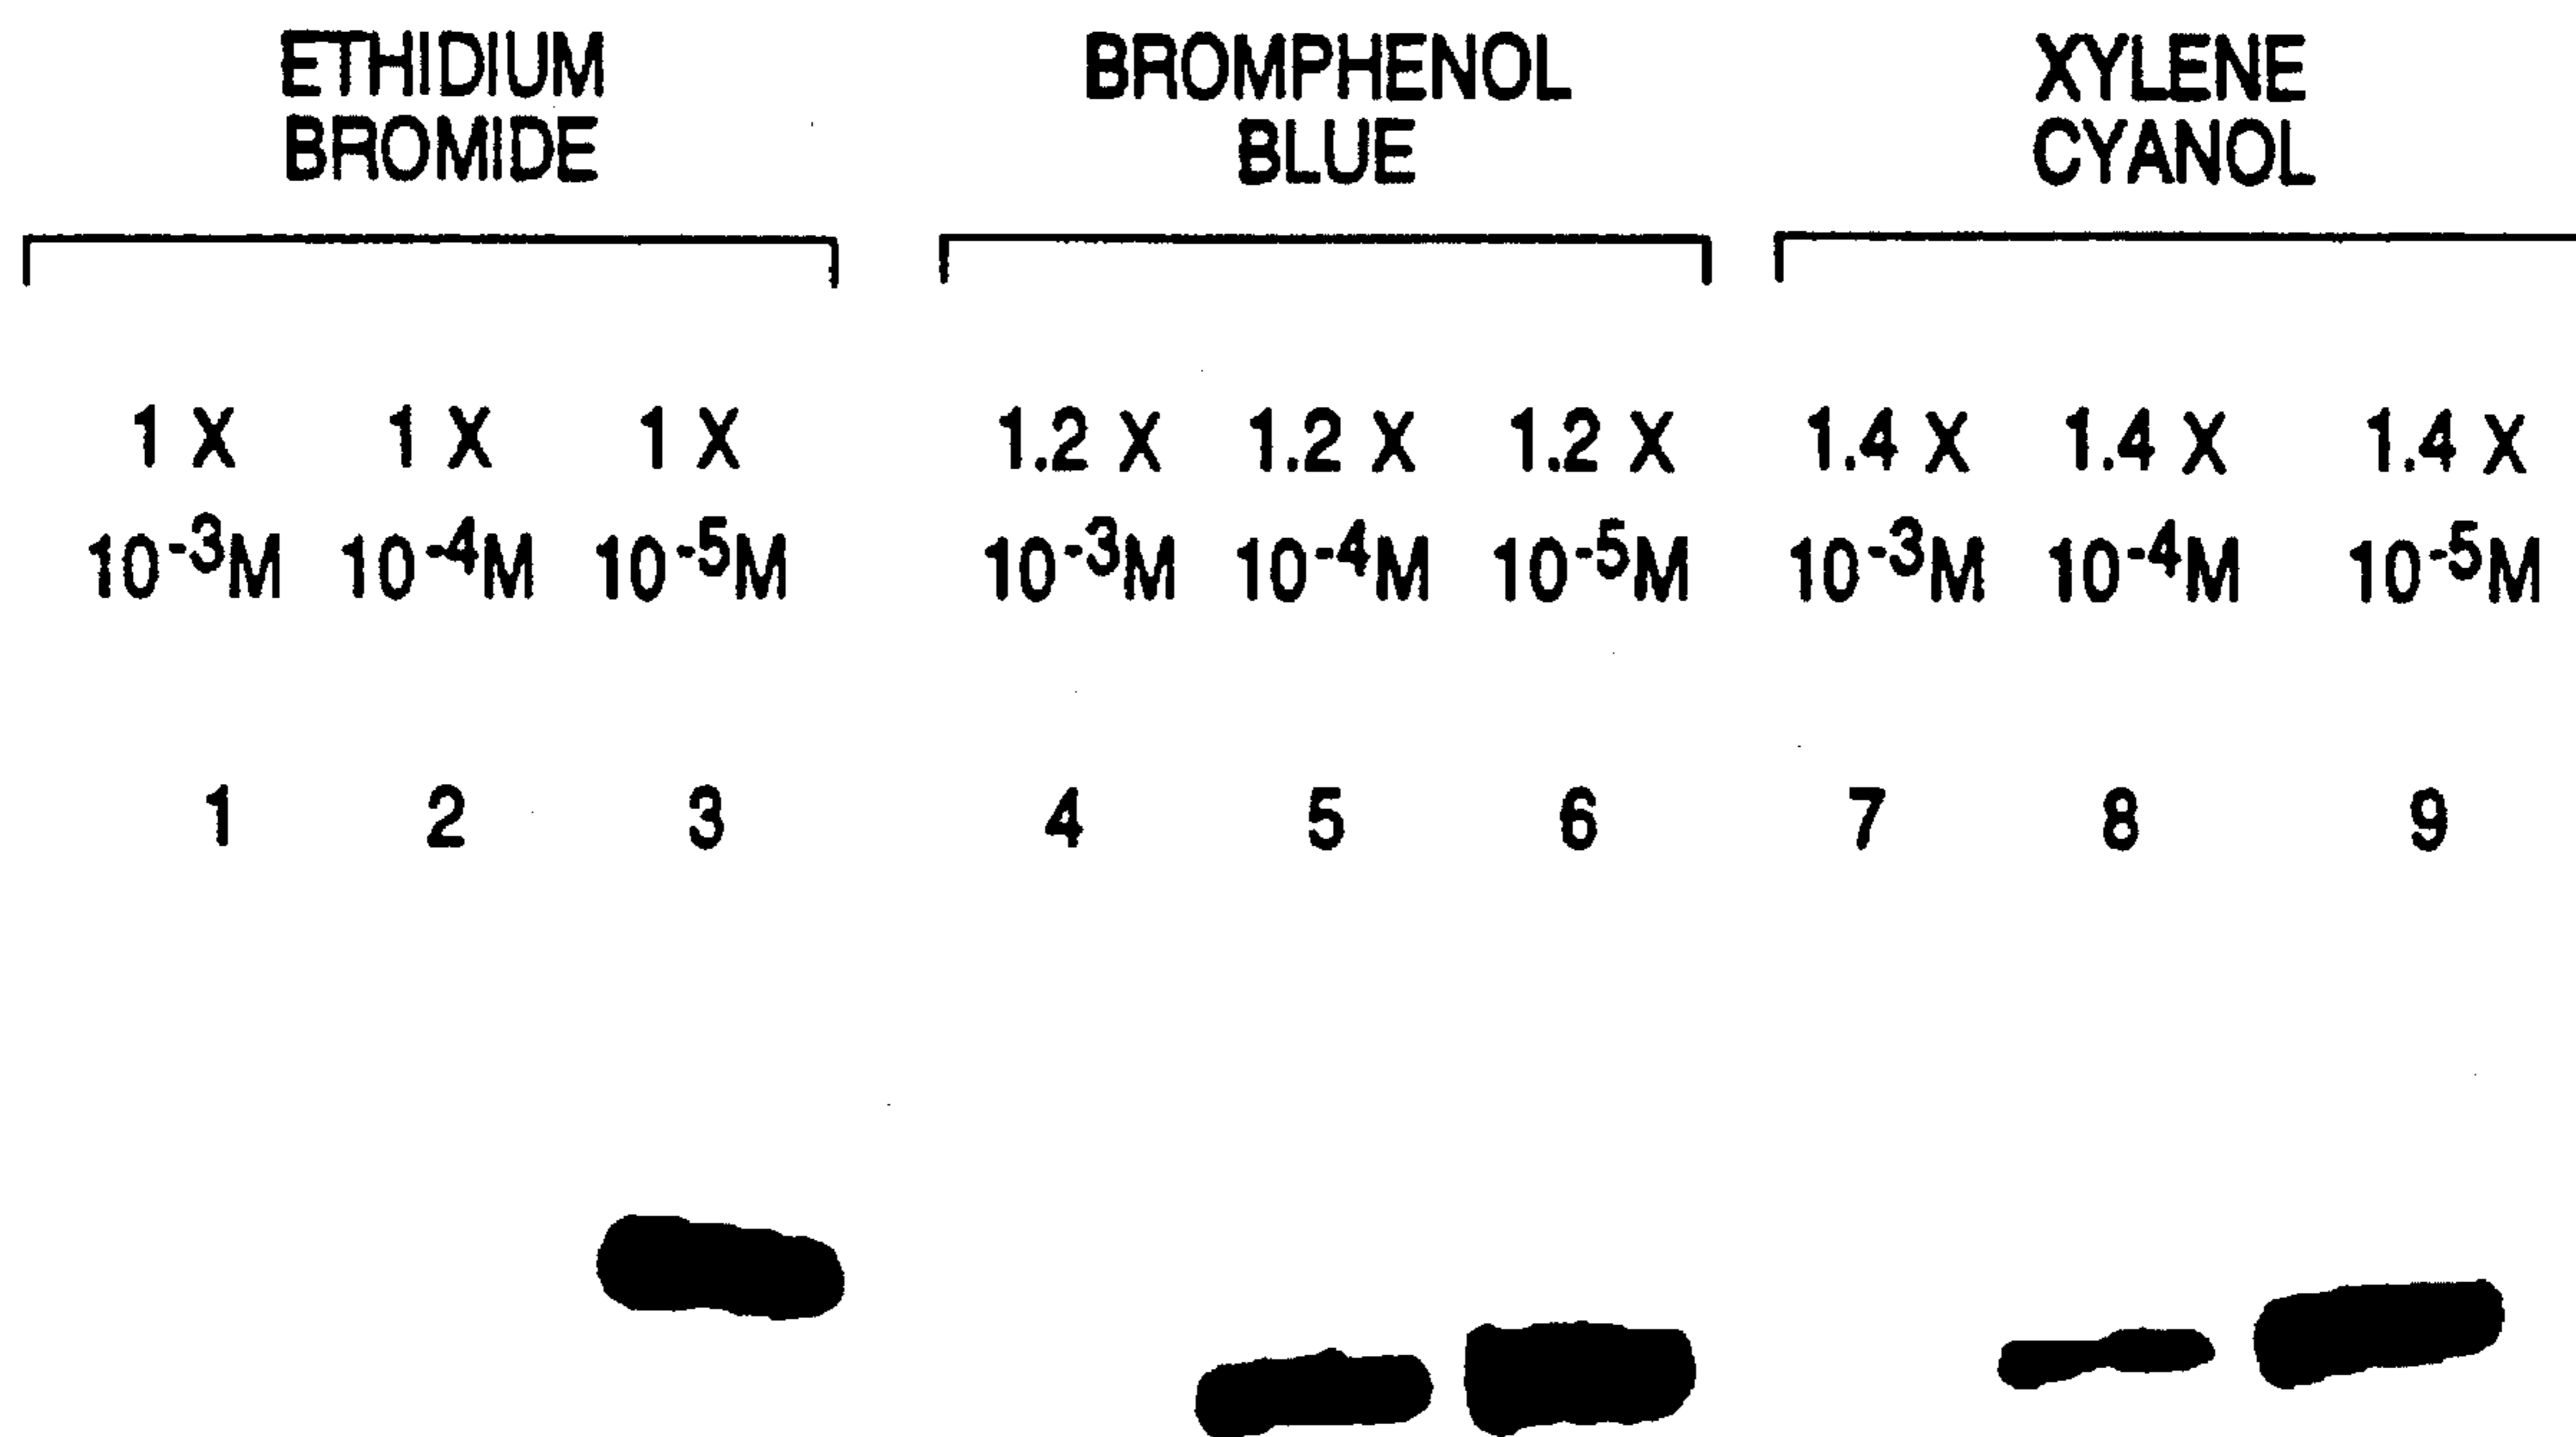 ETHIDIUM BROMIDE
BROMPHENOL BLUE
XYLENE CYANOL
1 X 1 X 1 X 1.2 X 1.2 X 1.2 X 1.4 X 1.4 X 1.4 X
10⁻³M 10⁻⁴M 10⁻⁵M 10⁻³M 10⁻⁴M 10⁻⁵M 10⁻³M 10⁻⁴M 10⁻⁵M
1 2 3 4 5 6 7 8 9